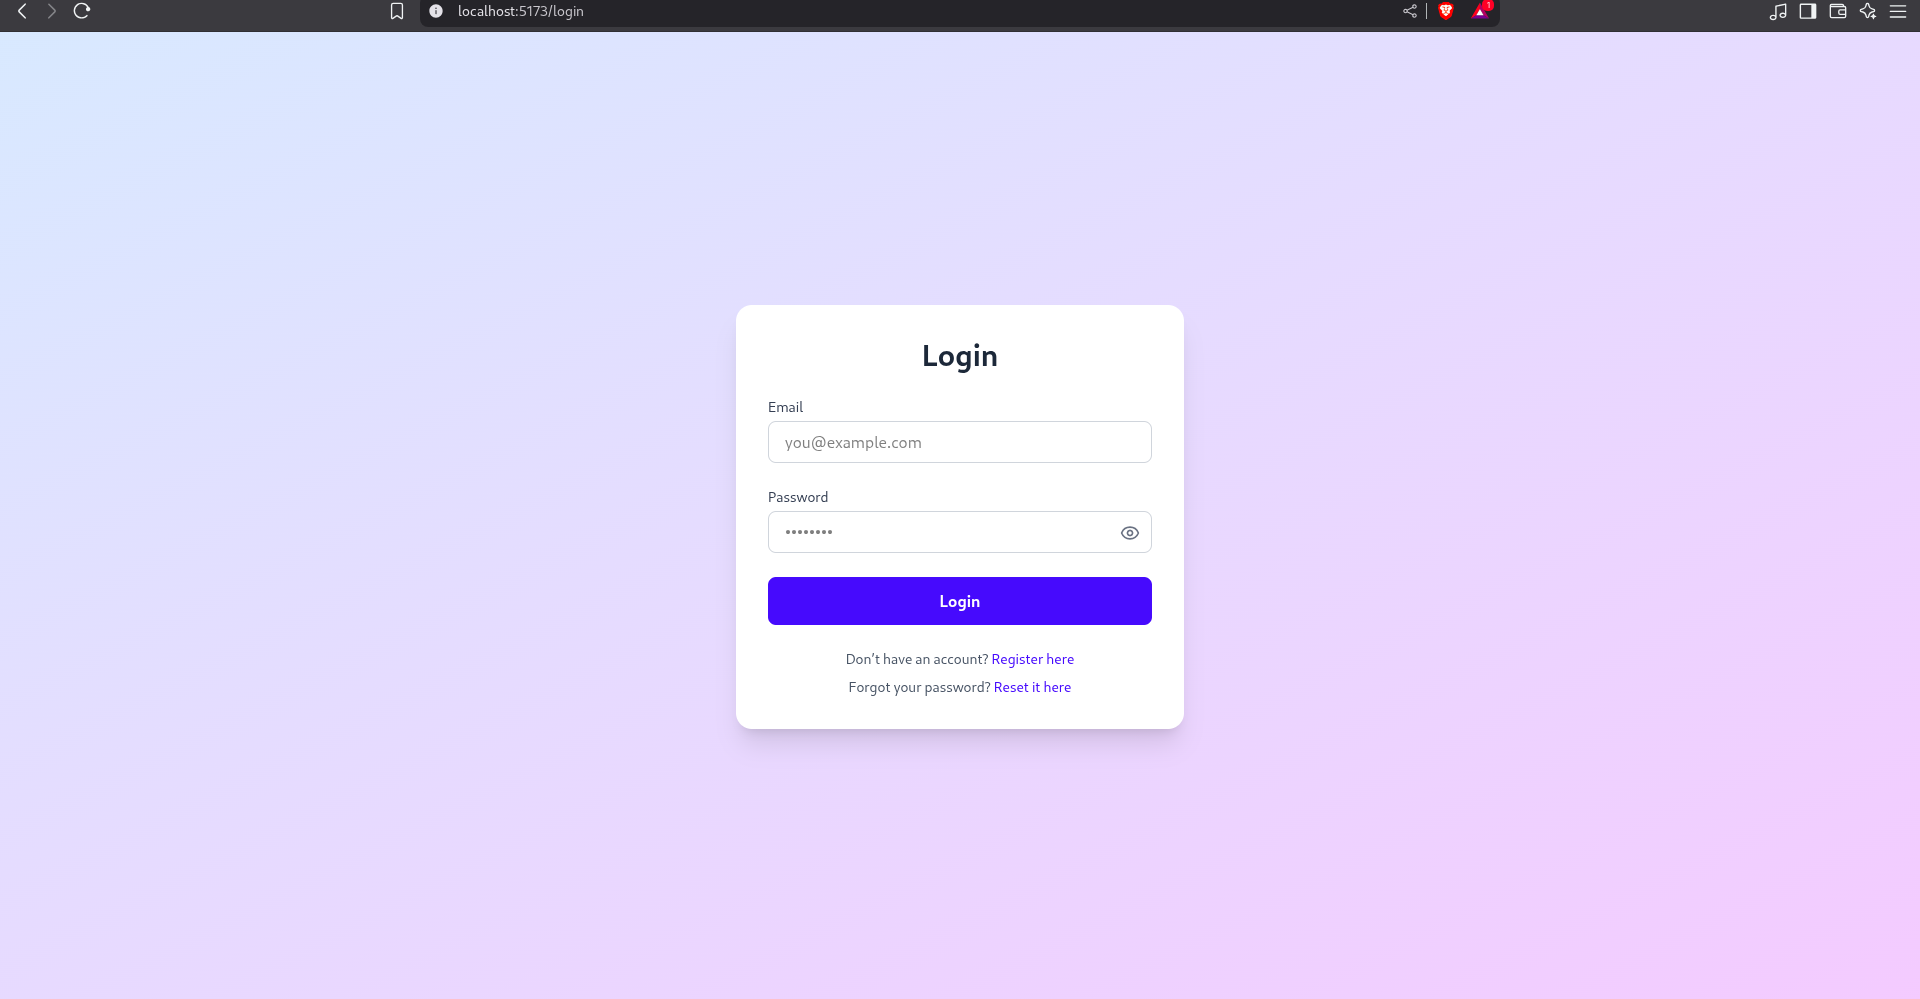 localhost:5173/login
1
Login
Email
you@example.com
Password
••••••••
Login
Don’t have an account? Register here
Forgot your password? Reset it here